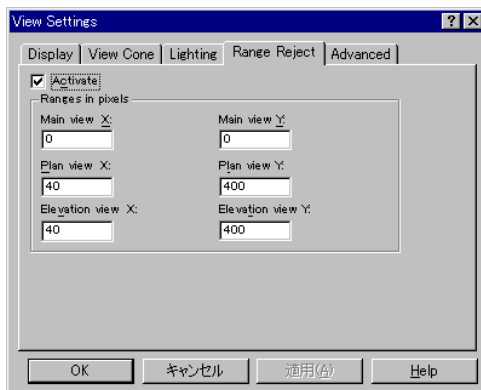 View Settings
Display View Cone Lighting Range Reject Advanced
Activate
Ranges in pixels
Main view X: Main view Y:
0 0
Plan view X: Plan view Y:
40 400
Elevation view X: Elevation view Y:
40 400
OK キャンセル 適用(A) Help